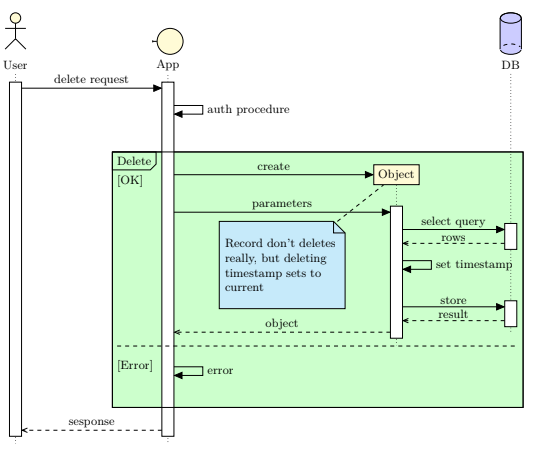 User
App
DB
delete request
auth procedure
Delete
[OK]
create
Object
parameters
select query
rows
Record don't deletes
really, but deleting
timestamp sets to
current
set timestamp
store
result
object
[Error]
error
sesponse